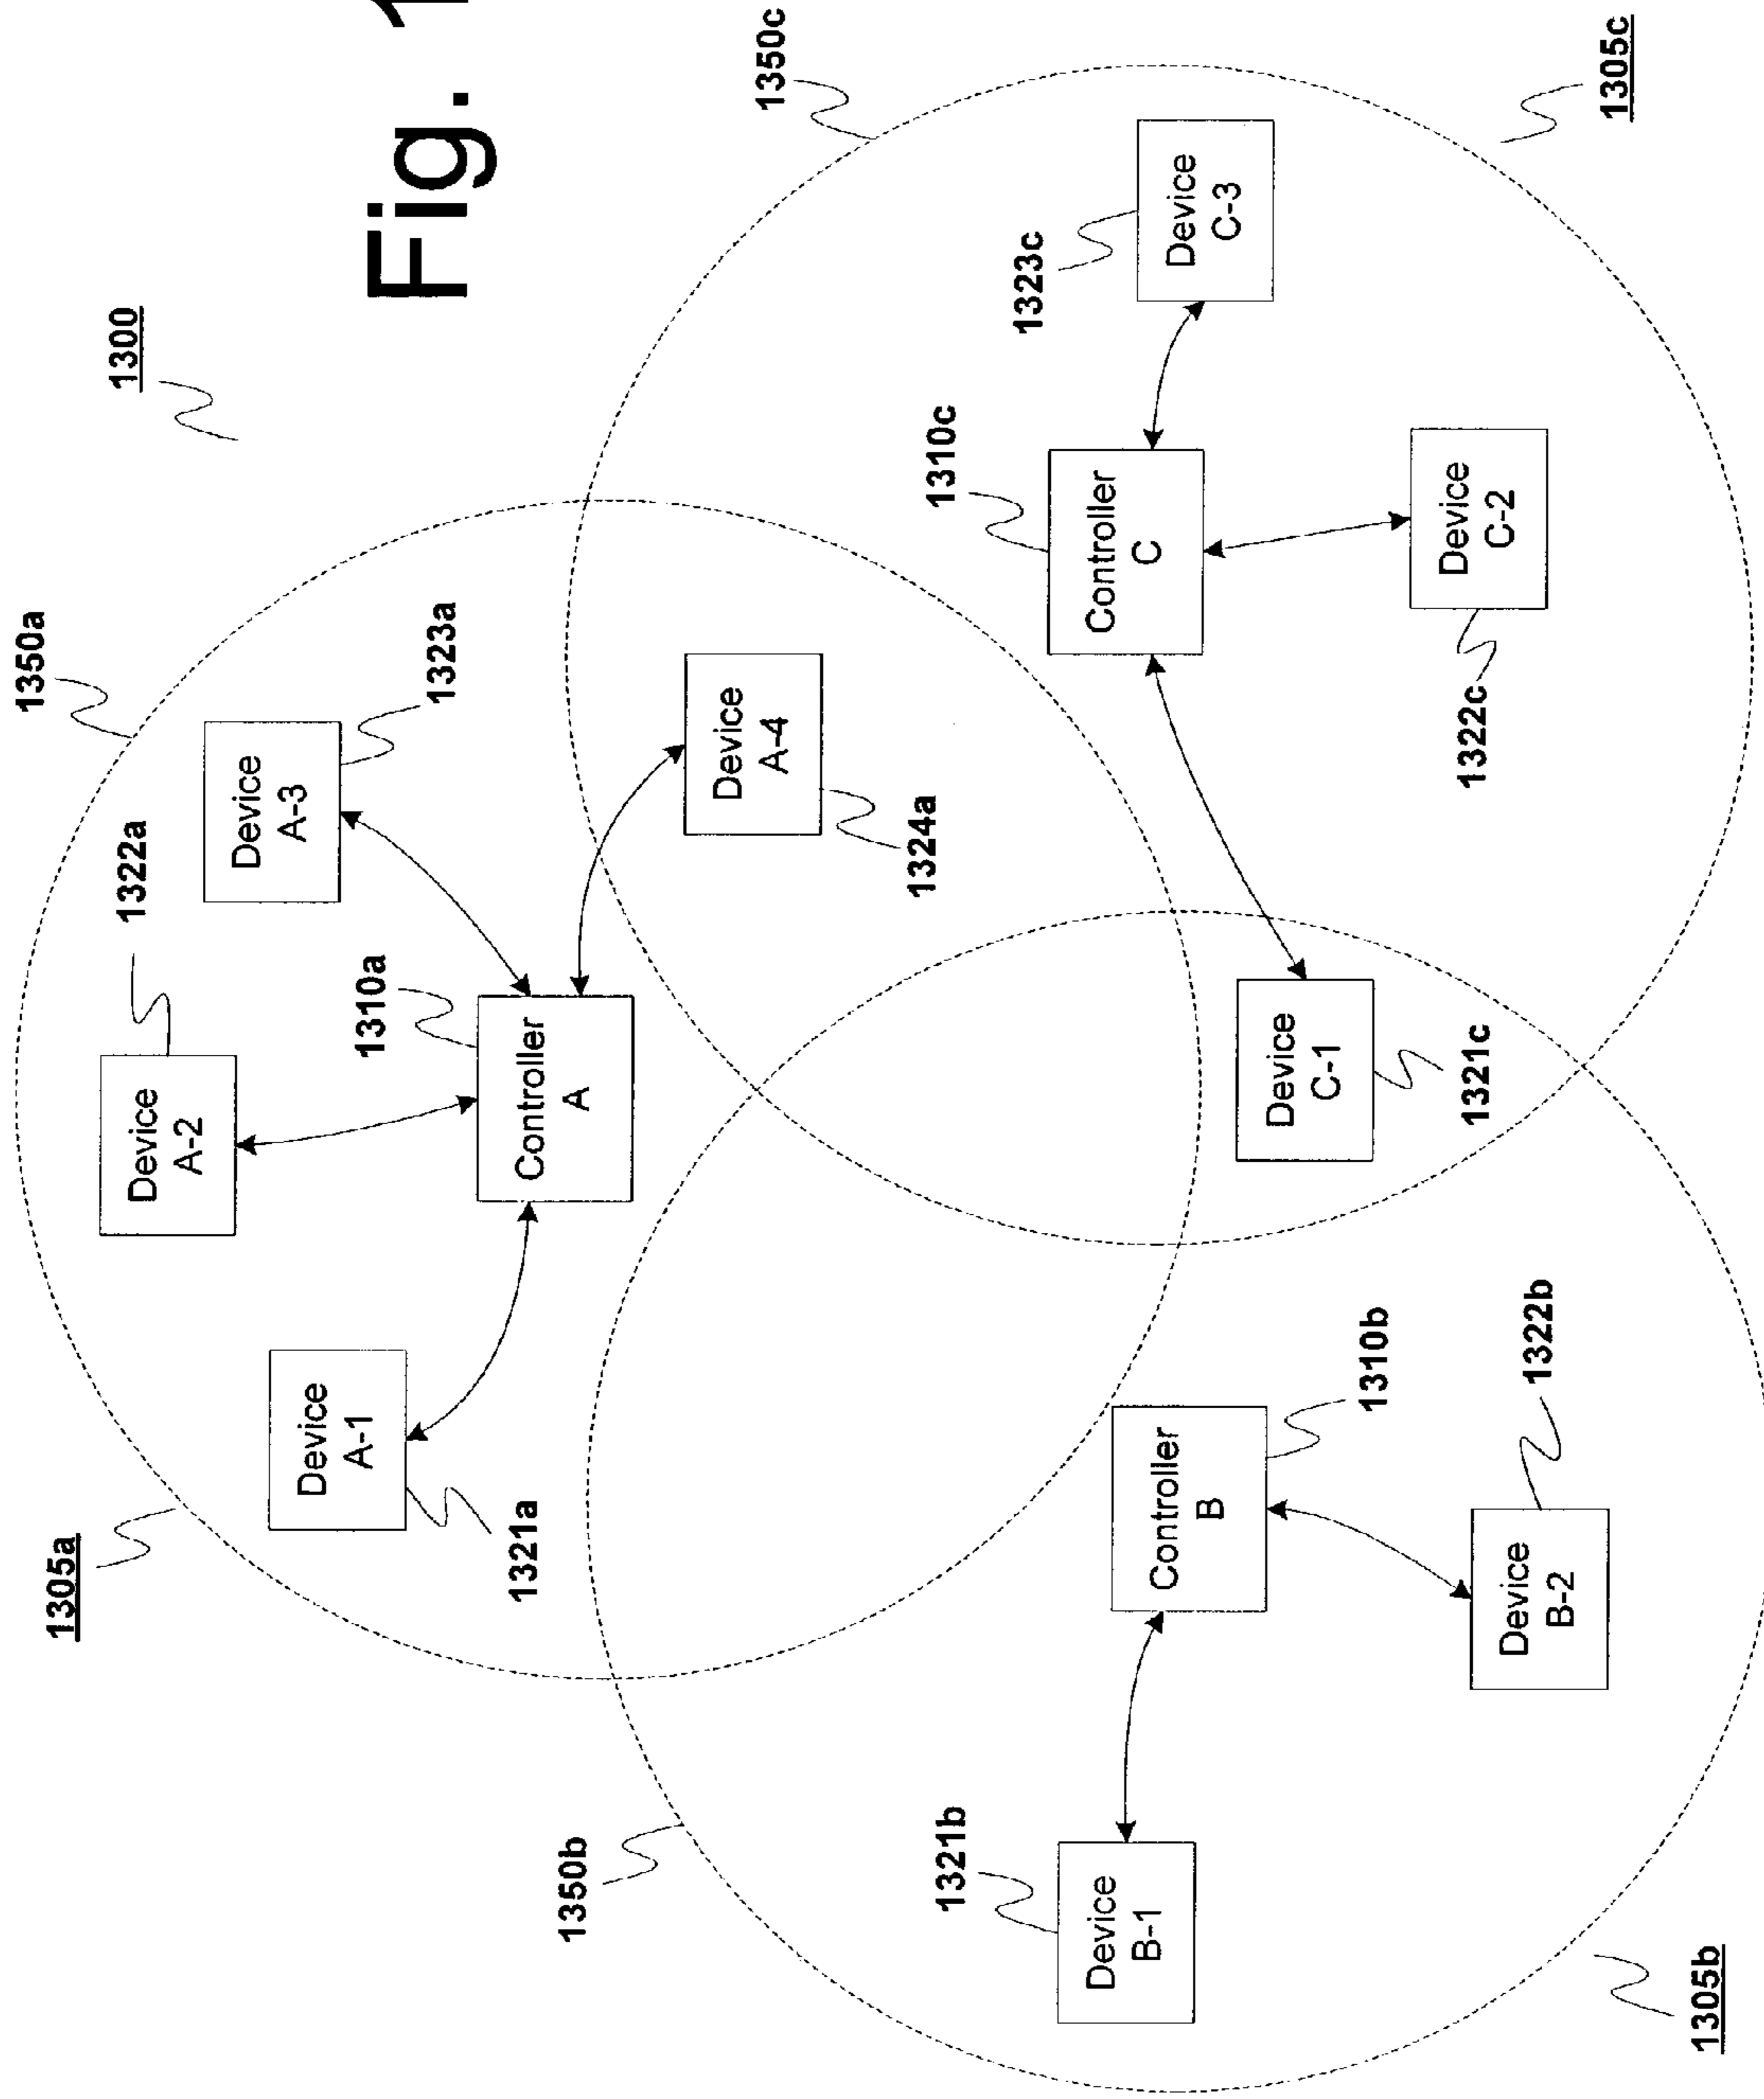 1350a
1305a
1300
1322a
Device
A-2
Device
A-3
Device
A-1
1310a
Fig. 1
1323a
1321a
Controller
A
1350b
Device
A-4
1350c
1324a
1310c
1321b
1323c
Device
B-1
Controller
C
Controller
B
Device
C-3
Device
C-1
1310b
Device
C-2
1322c
1321c
Device
B-2
1322b
1305c
1305b